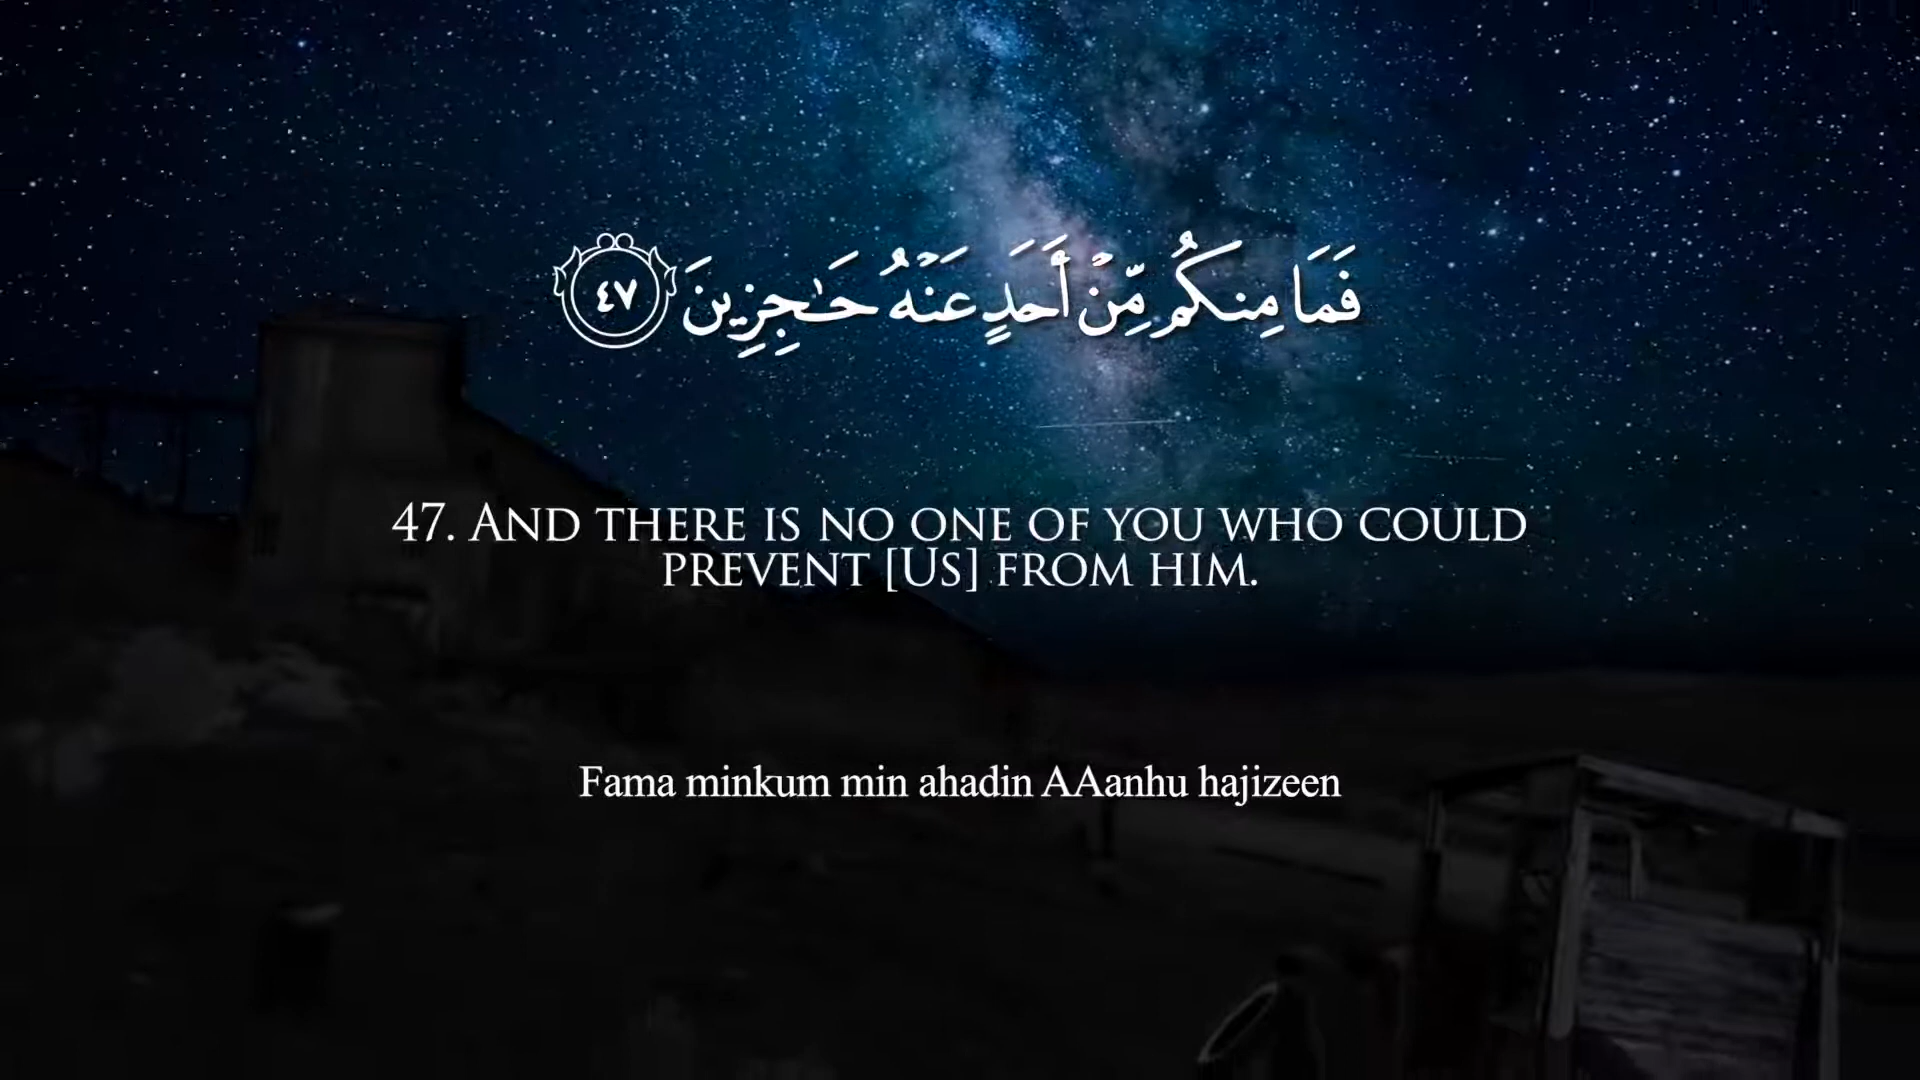 فَمَا مِنكُم مِّنْ أَحَدٍ عَنْهُ حَـٰجِزِينَ ٤٧
47. And there is no one of you who could
prevent [Us] from him.
Fama minkum min ahadin AAanhu hajizeen